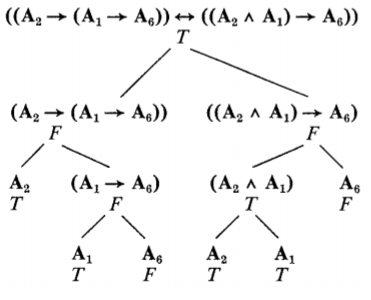 ((A₂ → (A₁ → A₆)) ↔ ((A₂ ∧ A₁) → A₆))
T
(A₂ → (A₁ → A₆)) ((A₂ ∧ A₁) → A₆)
F F
A₂ (A₁ → A₆) (A₂ ∧ A₁) A₆
T F T F
A₁ A₆ A₂ A₁
T F T T